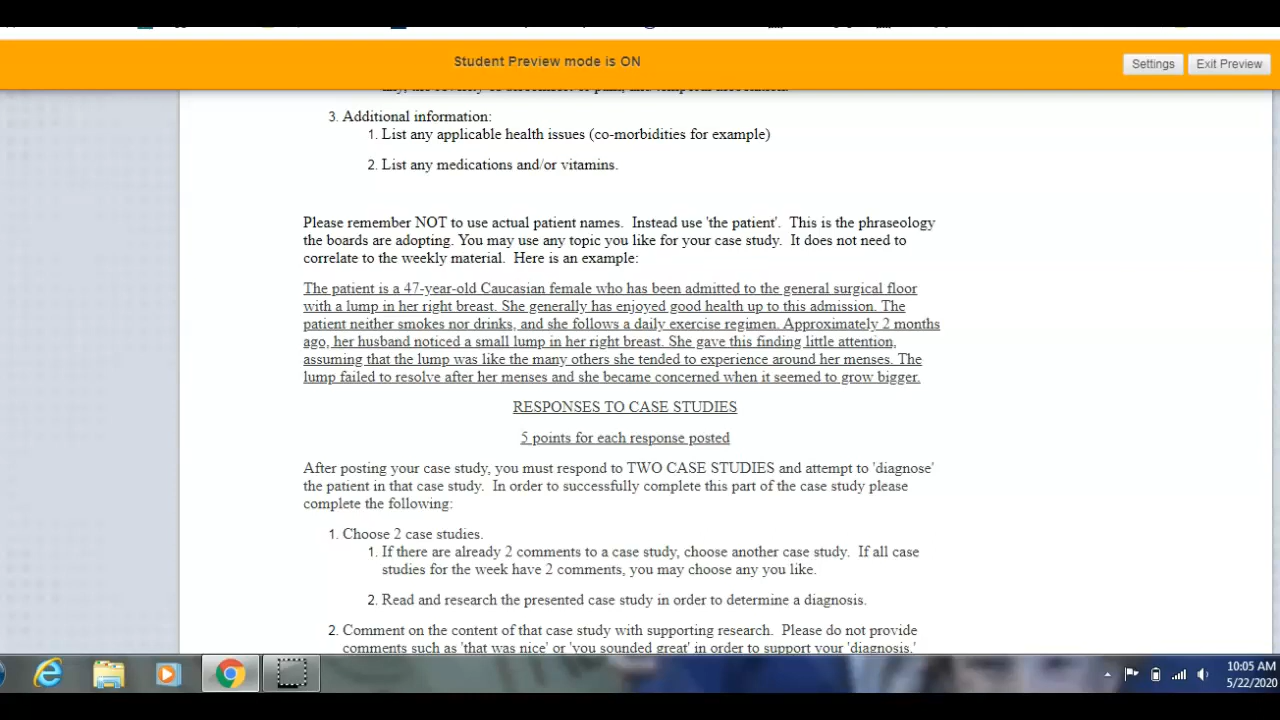 Student Preview mode is ON
Settings
Exit Preview
3. Additional information:
1. List any applicable health issues (co-morbidities for example)
2. List any medications and/or vitamins.
Please remember NOT to use actual patient names. Instead use 'the patient'. This is the phraseology
the boards are adopting. You may use any topic you like for your case study. It does not need to
correlate to the weekly material. Here is an example:
The patient is a 47-year-old Caucasian female who has been admitted to the general surgical floor
with a lump in her right breast. She generally has enjoyed good health up to this admission. The
patient neither smokes nor drinks, and she follows a daily exercise regimen. Approximately 2 months
ago, her husband noticed a small lump in her right breast. She gave this finding little attention,
assuming that the lump was like the many others she tended to experience around her menses. The
lump failed to resolve after her menses and she became concerned when it seemed to grow bigger.
RESPONSES TO CASE STUDIES
5 points for each response posted
After posting your case study, you must respond to TWO CASE STUDIES and attempt to 'diagnose'
the patient in that case study. In order to successfully complete this part of the case study please
complete the following:
1. Choose 2 case studies.
1. If there are already 2 comments to a case study, choose another case study. If all case
studies for the week have 2 comments, you may choose any you like.
2. Read and research the presented case study in order to determine a diagnosis.
2. Comment on the content of that case study with supporting research. Please do not provide
comments such as 'that was nice' or 'you sounded great' in order to support your 'diagnosis.'
10:05 AM
5/22/2020